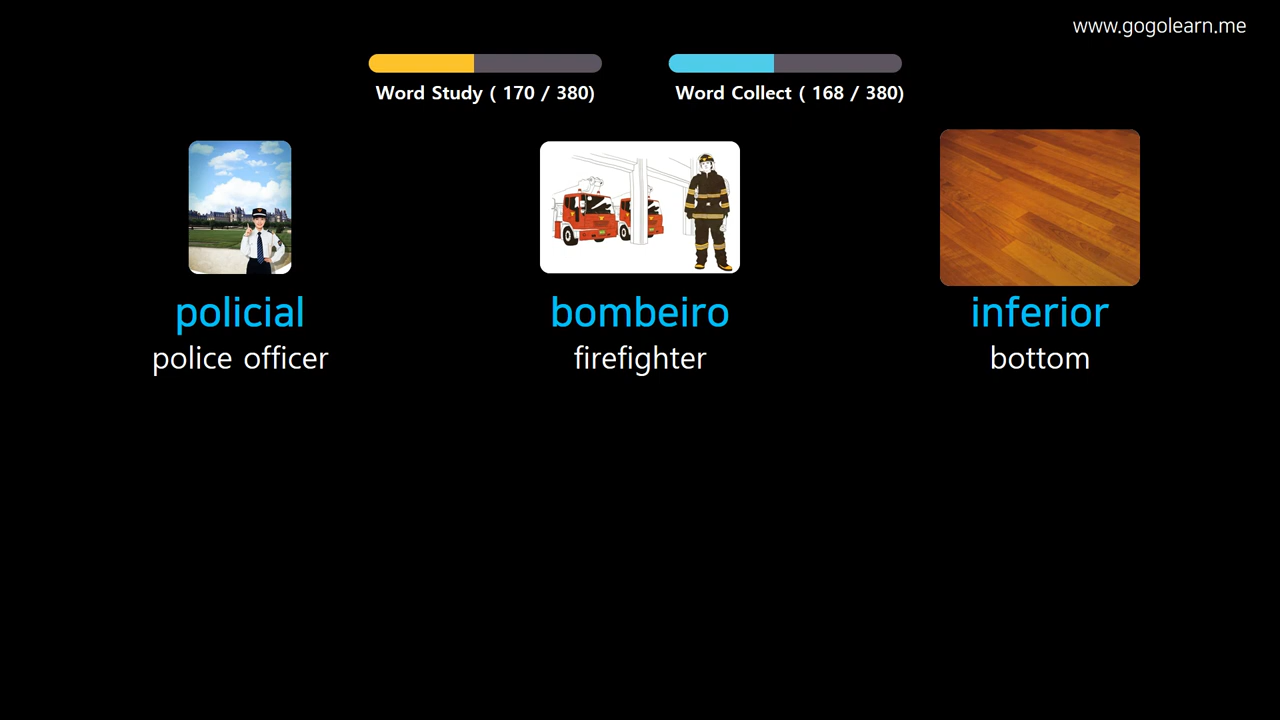 www.gogolearn.me
Word Study ( 170 / 380)
Word Collect ( 168 / 380)
policial
police officer
bombeiro
firefighter
inferior
bottom